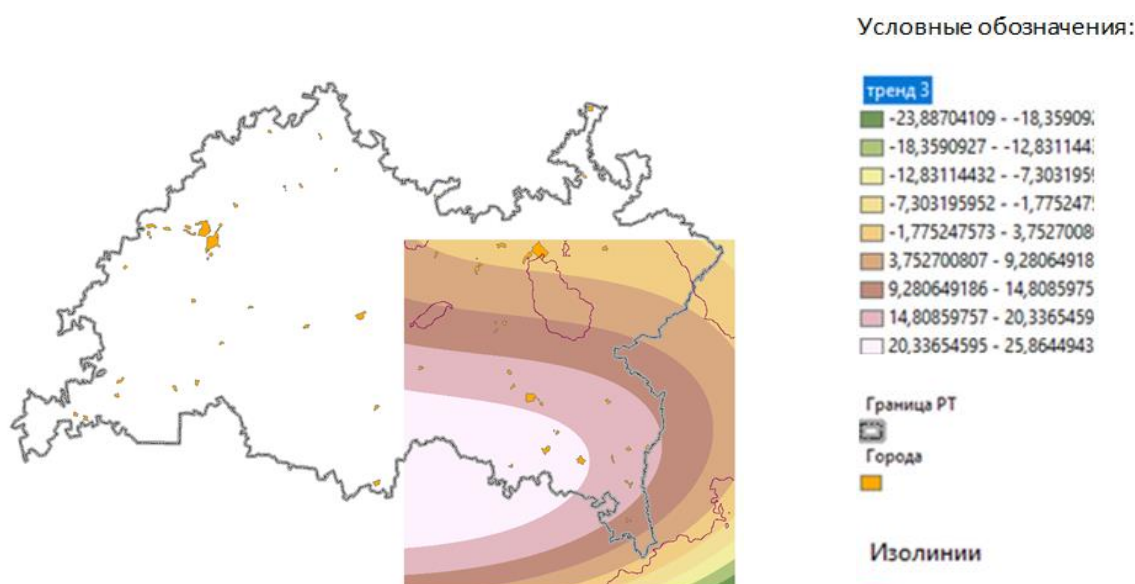 Условные обозначения:
тренд 3
-23,88704109 - -18,35909
-18,3590927 - -12,8311443
-12,83114432 - -7,303195
-7,303195952 - -1,775247
-1,775247573 - 3,7527008
3,752700807 - 9,28064918
9,280649186 - 14,8085975
14,80859757 - 20,3365459
20,33654595 - 25,8644943
Граница РТ
Города
Изолинии